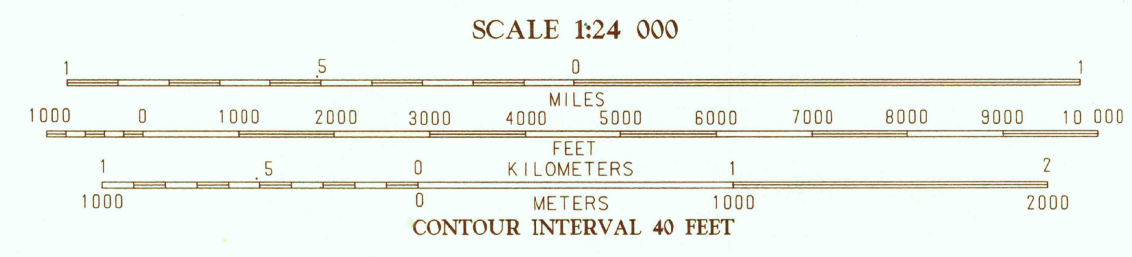 SCALE 1:24 000
1 .5 0 1
MILES
1000 0 1000 2000 3000 4000 5000 6000 7000 8000 9000 10 000
FEET
1 .5 0 KILOMETERS 1 2
1000 0 METERS 1000 2000
CONTOUR INTERVAL 40 FEET